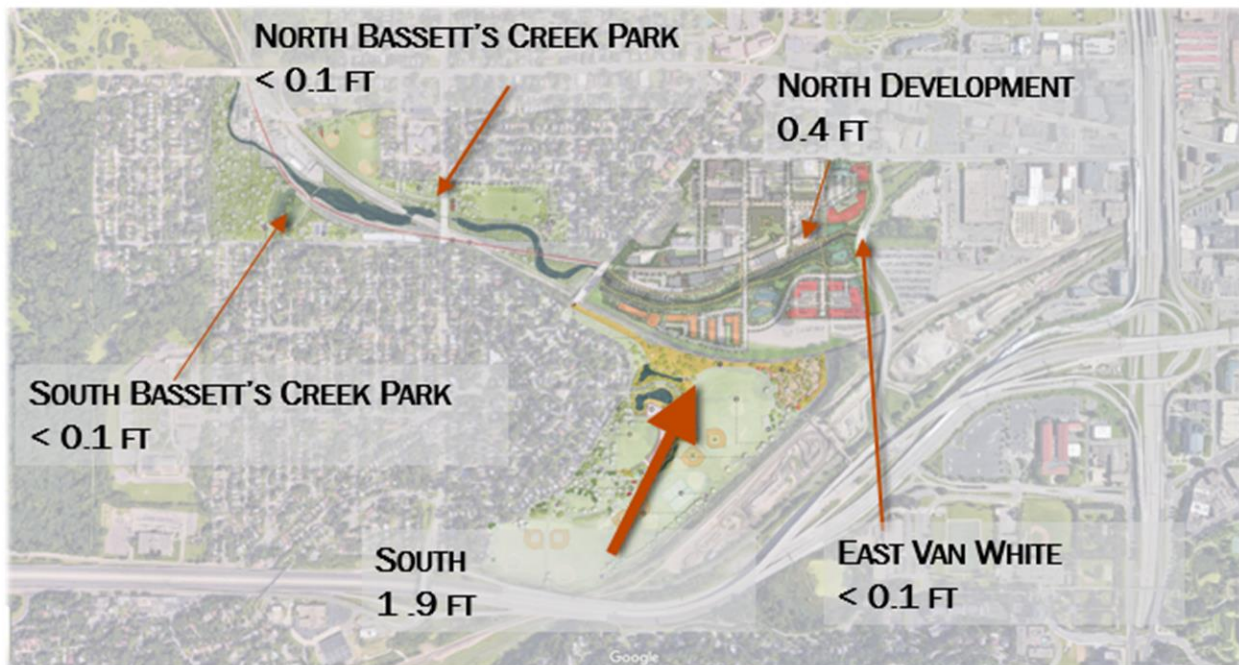 NORTH BASSETT'S CREEK PARK
< 0.1 FT
NORTH DEVELOPMENT
0.4 FT
SOUTH BASSETT'S CREEK PARK
< 0.1 FT
SOUTH
1.9 FT
EAST VAN WHITE
< 0.1 FT
Google